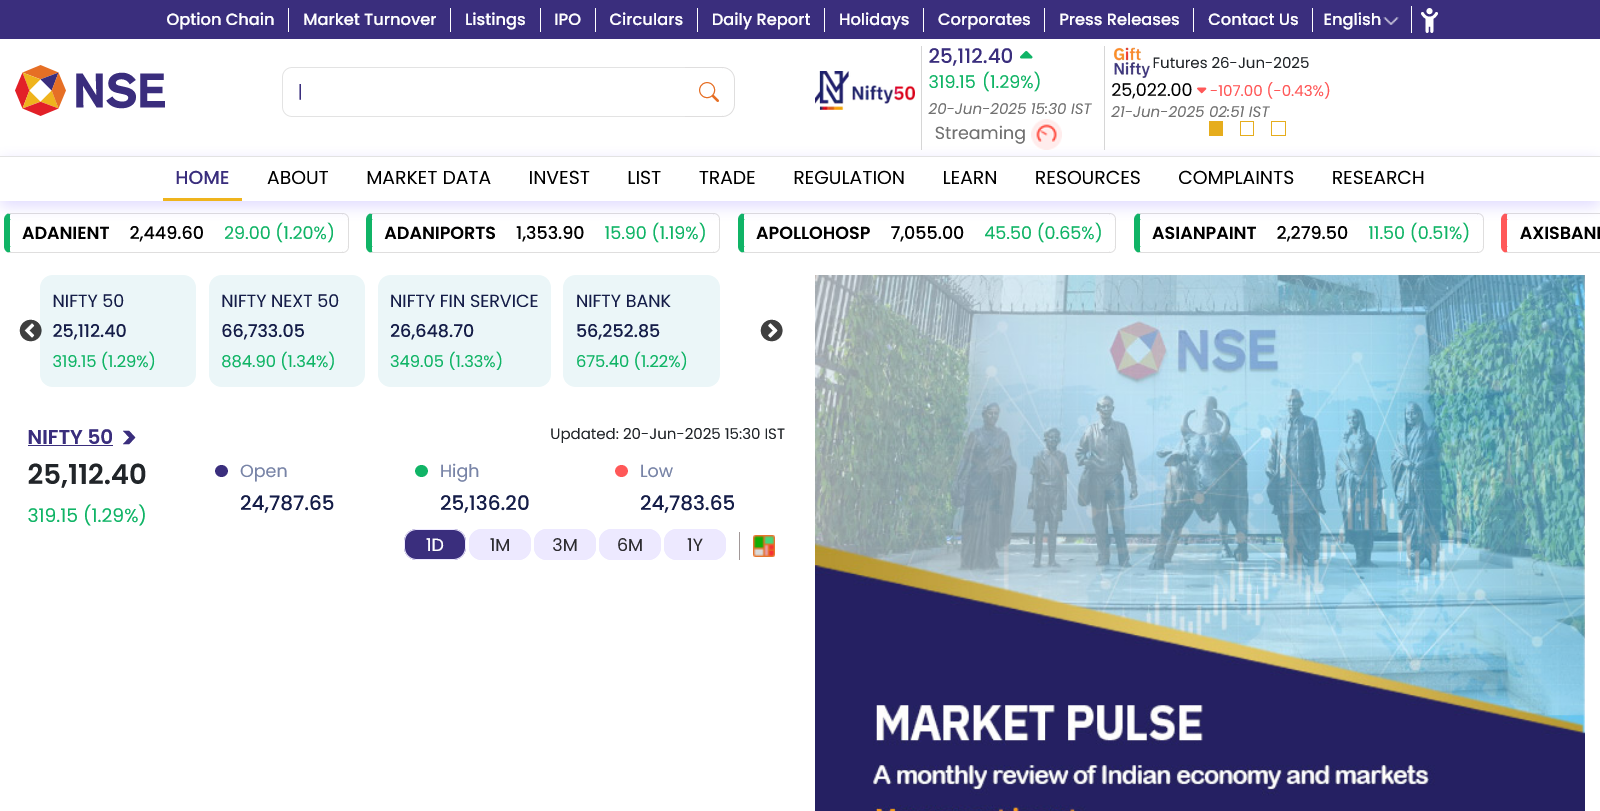 Option Chain Market Turnover Listings IPO Circulars Daily Report Holidays Corporates Press Releases Contact Us English
NSE
Nifty50
25,112.40
319.15 (1.29%)
20-Jun-2025 15:30 IST
Streaming
Gift
Nifty Futures 26-Jun-2025
25,022.00 -107.00 (-0.43%)
21-Jun-2025 02:51 IST
HOME ABOUT MARKET DATA INVEST LIST TRADE REGULATION LEARN RESOURCES COMPLAINTS RESEARCH
ADANIENT 2,449.60 29.00 (1.20%) ADANIPORTS 1,353.90 15.90 (1.19%) APOLLOHOSP 7,055.00 45.50 (0.65%) ASIANPAINT 2,279.50 11.50 (0.51%) AXISBAN
NIFTY 50
25,112.40
319.15 (1.29%)
NIFTY NEXT 50
66,733.05
884.90 (1.34%)
NIFTY FIN SERVICE
26,648.70
349.05 (1.33%)
NIFTY BANK
56,252.85
675.40 (1.22%)
NIFTY 50
Updated: 20-Jun-2025 15:30 IST
25,112.40
319.15 (1.29%)
Open
24,787.65
High
25,136.20
Low
24,783.65
1D 1M 3M 6M 1Y
NSE
MARKET PULSE
A monthly review of Indian economy and markets